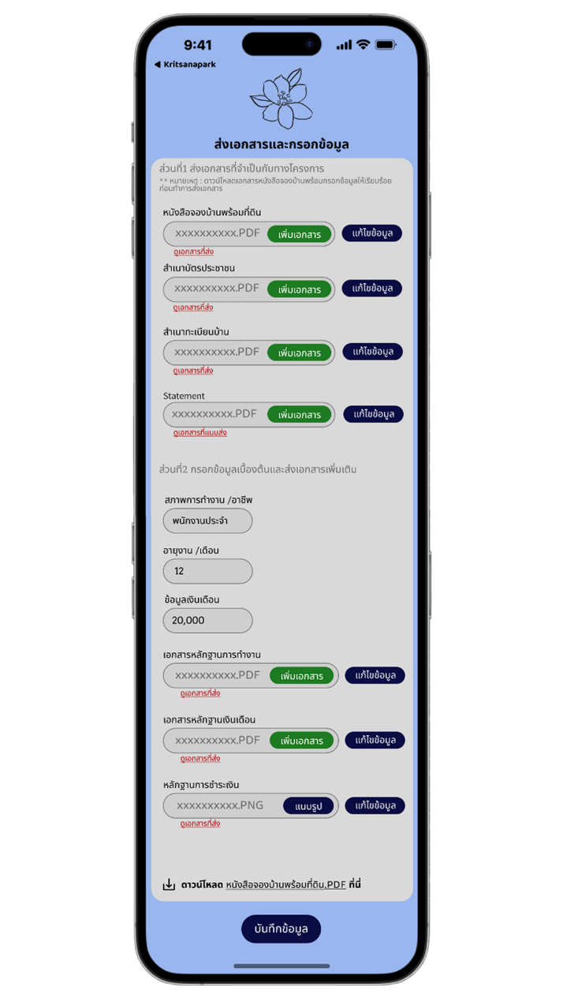 9:41
◀ Kritsanapark
ส่งเอกสารและกรอกข้อมูล
ส่วนที่1 ส่งเอกสารที่จำเป็นกับทางโครงการ
** หมายเหตุ : ดาวน์โหลดเอกสารหนังสือจองบ้านพร้อมกรอกข้อมูลให้เรียบร้อย
ก่อนทำการส่งเอกสาร
หนังสือจองบ้านพร้อมที่ดิน
xxxxxxxxxx.PDF เพิ่มเอกสาร แก้ไขข้อมูล
ดูเอกสารที่ส่ง
สำเนาบัตรประชาชน
xxxxxxxxxx.PDF เพิ่มเอกสาร แก้ไขข้อมูล
ดูเอกสารที่ส่ง
สำเนาทะเบียนบ้าน
xxxxxxxxxx.PDF เพิ่มเอกสาร แก้ไขข้อมูล
ดูเอกสารที่ส่ง
Statement
xxxxxxxxxx.PDF เพิ่มเอกสาร แก้ไขข้อมูล
ดูเอกสารที่แนบส่ง
ส่วนที่2 กรอกข้อมูลเบื้องต้นและส่งเอกสารเพิ่มเติม
สภาพการทำงาน /อาชีพ
พนักงานประจำ
อายุงาน /เดือน
12
ข้อมูลเงินเดือน
20,000
เอกสารหลักฐานการทำงาน
xxxxxxxxxx.PDF เพิ่มเอกสาร แก้ไขข้อมูล
ดูเอกสารที่ส่ง
เอกสารหลักฐานเงินเดือน
xxxxxxxxxx.PDF เพิ่มเอกสาร แก้ไขข้อมูล
ดูเอกสารที่ส่ง
หลักฐานการชำระเงิน
xxxxxxxxxx.PNG แนบรูป แก้ไขข้อมูล
ดูเอกสารที่ส่ง
ดาวน์โหลด หนังสือจองบ้านพร้อมที่ดิน.PDF ที่นี่
บันทึกข้อมูล